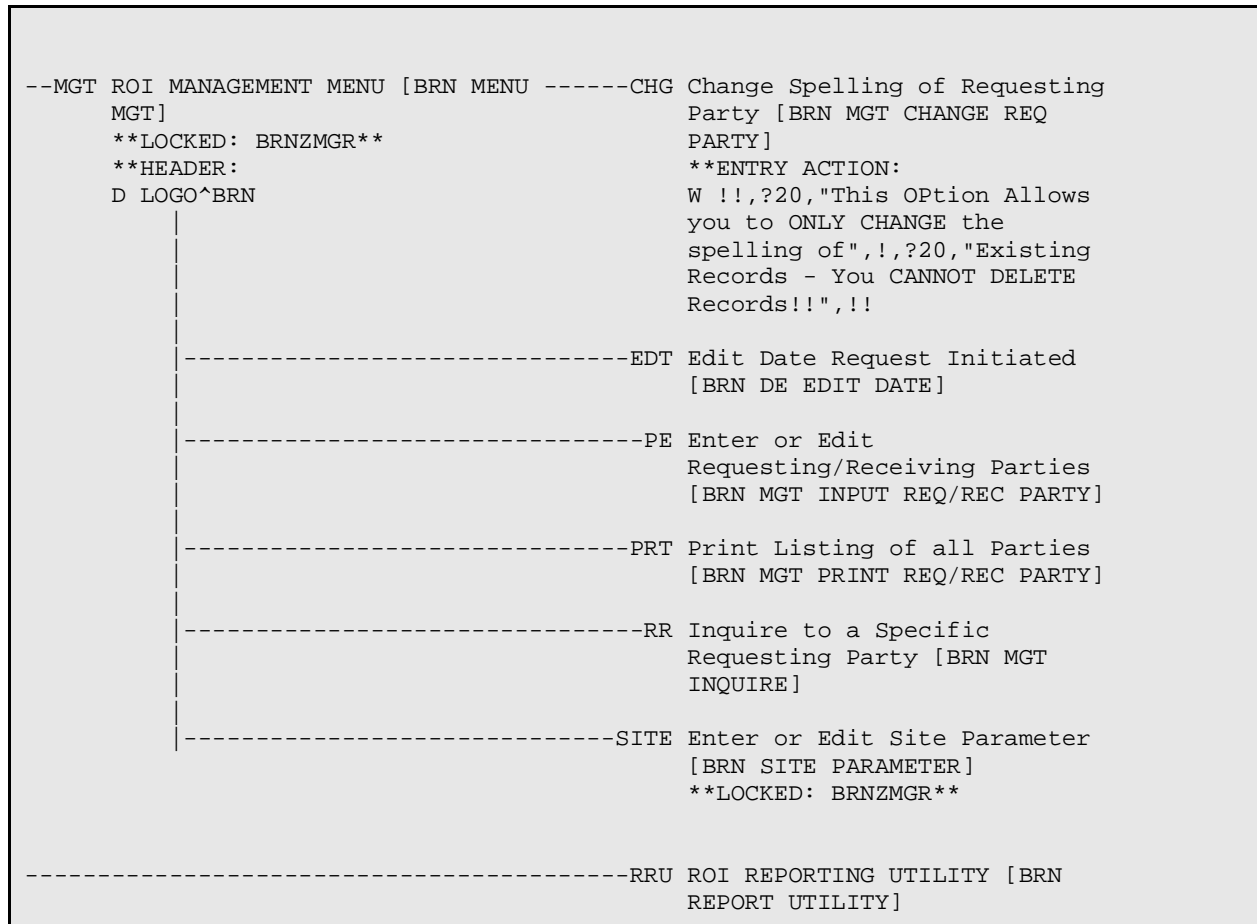 --MGT ROI MANAGEMENT MENU [BRN MENU ------CHG Change Spelling of Requesting
MGT] Party [BRN MGT CHANGE REQ
**LOCKED: BRNZMGR** PARTY]
**HEADER: **ENTRY ACTION:
D LOGO^BRN W !!,?20,"This OPtion Allows
| you to ONLY CHANGE the
| spelling of",!,?20,"Existing
| Records - You CANNOT DELETE
| Records!!",!!
|
|-------------------------------EDT Edit Date Request Initiated
| [BRN DE EDIT DATE]
|
|--------------------------------PE Enter or Edit
| Requesting/Receiving Parties
| [BRN MGT INPUT REQ/REC PARTY]
|
|-------------------------------PRT Print Listing of all Parties
| [BRN MGT PRINT REQ/REC PARTY]
|
|--------------------------------RR Inquire to a Specific
| Requesting Party [BRN MGT
| INQUIRE]
|
|------------------------------SITE Enter or Edit Site Parameter
[BRN SITE PARAMETER]
**LOCKED: BRNZMGR**
------------------------------------------RRU ROI REPORTING UTILITY [BRN
REPORT UTILITY]